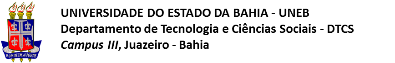 UNIVERSIDADE DO ESTADO DA BAHIA - UNEB
Departamento de Tecnologia e Ciências Sociais - DTCS
Campus III, Juazeiro - Bahia